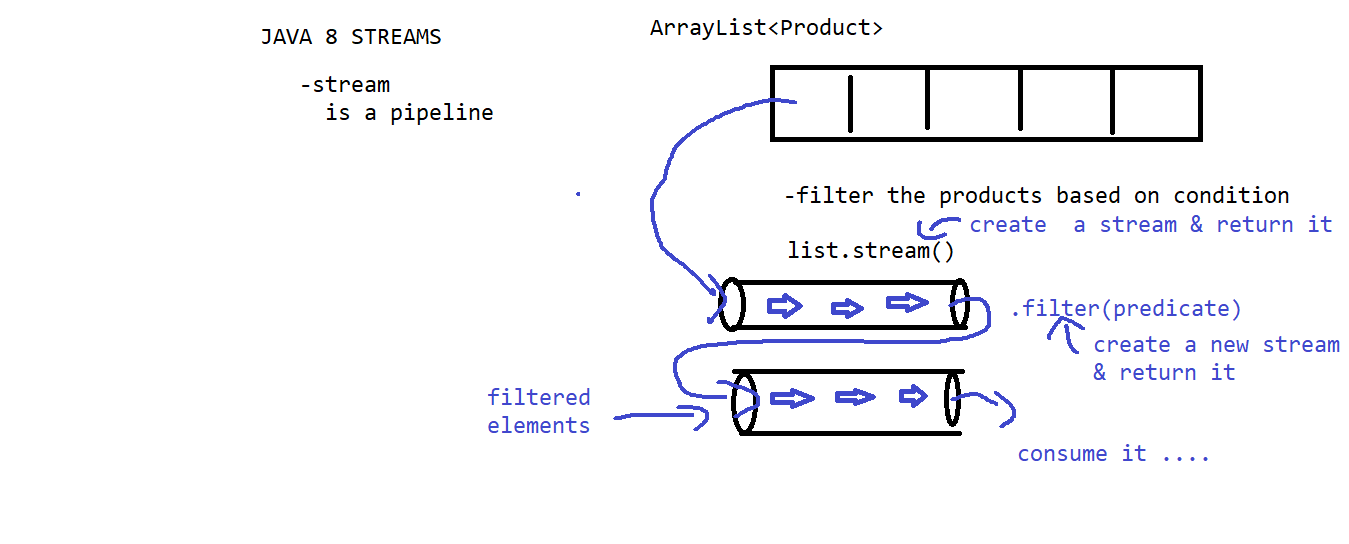 JAVA 8 STREAMS
ArrayList<Product>
-stream
is a pipeline
-filter the products based on condition
create  a stream & return it
list.stream()
.filter(predicate)
create a new stream
& return it
filtered
elements
consume it ....